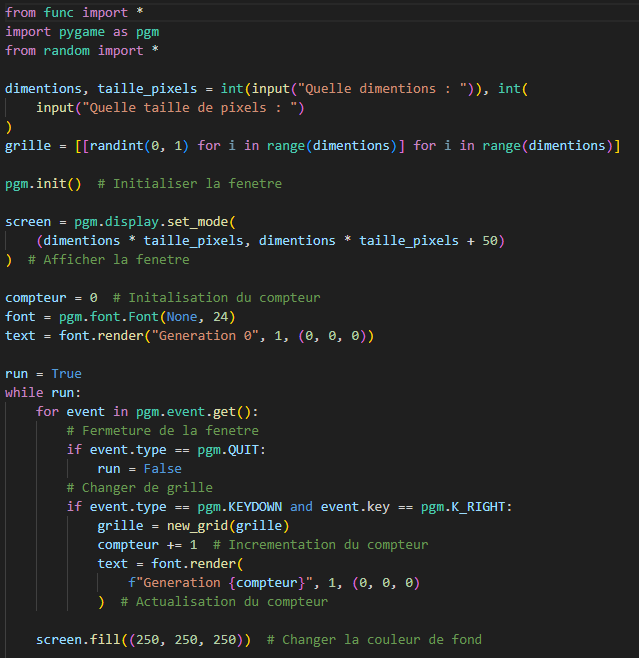 from func import *
import pygame as pgm
from random import *

dimentions, taille_pixels = int(input("Quelle dimentions : ")), int(
    input("Quelle taille de pixels : ")
)
grille = [[randint(0, 1) for i in range(dimentions)] for i in range(dimentions)]

pgm.init()  # Initialiser la fenetre

screen = pgm.display.set_mode(
    (dimentions * taille_pixels, dimentions * taille_pixels + 50)
)  # Afficher la fenetre

compteur = 0  # Initalisation du compteur
font = pgm.font.Font(None, 24)
text = font.render("Generation 0", 1, (0, 0, 0))

run = True
while run:
    for event in pgm.event.get():
        # Fermeture de la fenetre
        if event.type == pgm.QUIT:
            run = False
        # Changer de grille
        if event.type == pgm.KEYDOWN and event.key == pgm.K_RIGHT:
            grille = new_grid(grille)
            compteur += 1  # Incrementation du compteur
            text = font.render(
                f"Generation {compteur}", 1, (0, 0, 0)
            )  # Actualisation du compteur

    screen.fill((250, 250, 250))  # Changer la couleur de fond